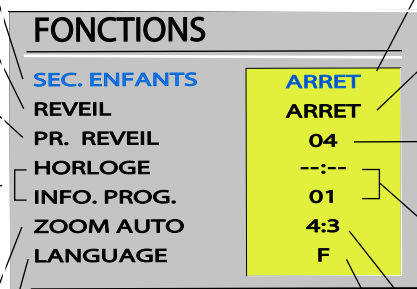 FONCTIONS
SEC. ENFANTS ARRET
REVEIL ARRET
PR. REVEIL 04
HORLOGE --:--
INFO. PROG. 01
ZOOM AUTO 4:3
LANGUAGE F